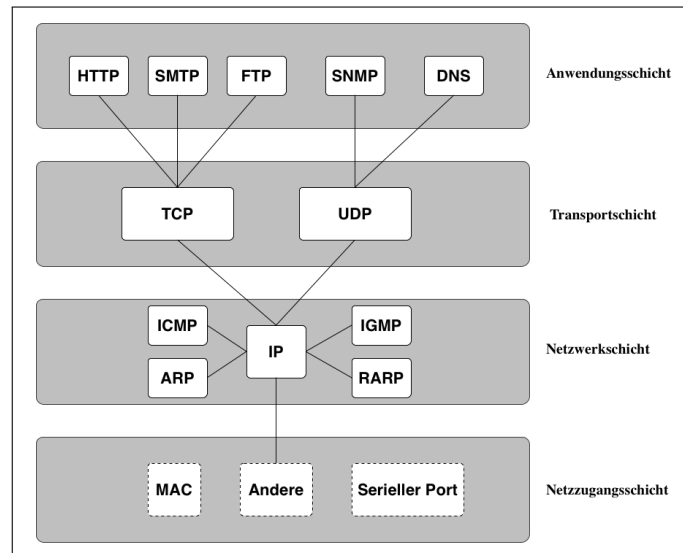 HTTP SMTP FTP SNMP DNS Anwendungsschicht
TCP UDP Transportschicht
ICMP IGMP
IP Netzwerkschicht
ARP RARP
MAC Andere Serieller Port Netzzugangsschicht